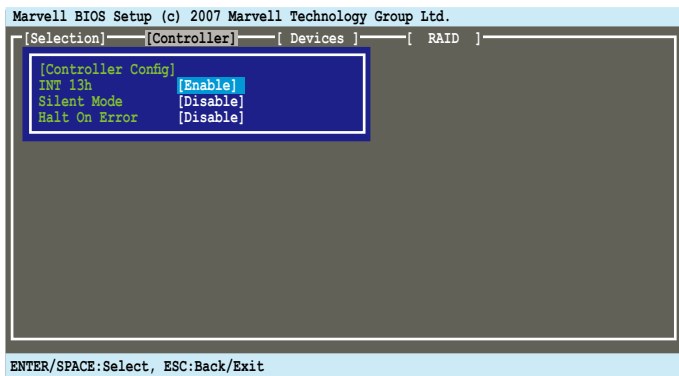 Marvell BIOS Setup (c) 2007 Marvell Technology Group Ltd.
[Selection] [Controller] [ Devices ] [ RAID ]
[Controller Config]
INT 13h [Enable]
Silent Mode [Disable]
Halt On Error [Disable]
ENTER/SPACE:Select, ESC:Back/Exit